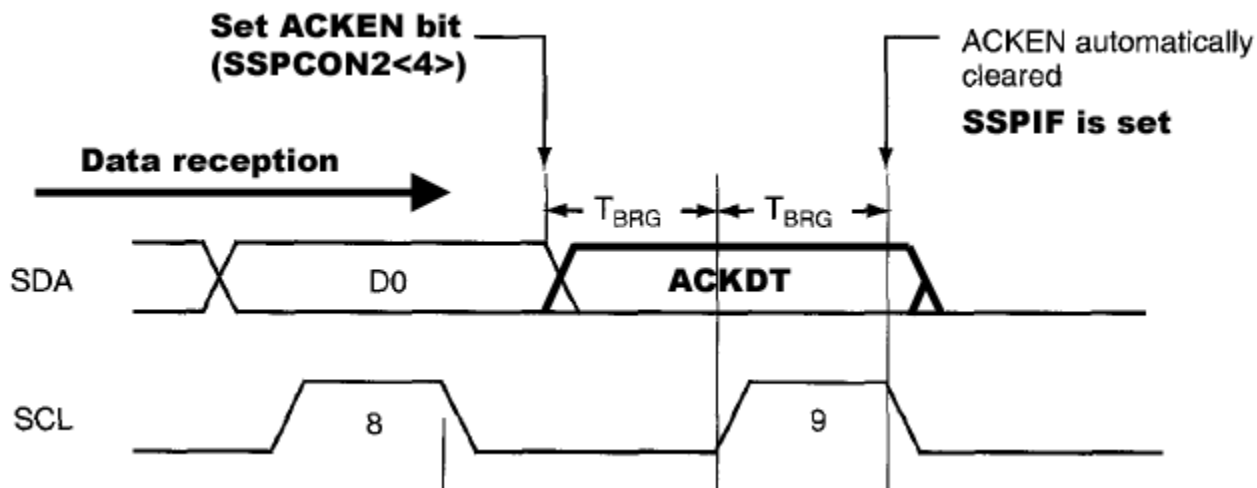 Set ACKEN bit
(SSPCON2<4>)
ACKEN automatically
cleared
SSPIF is set
Data reception
TBRG
TBRG
SDA
D0
ACKDT
SCL
8
9